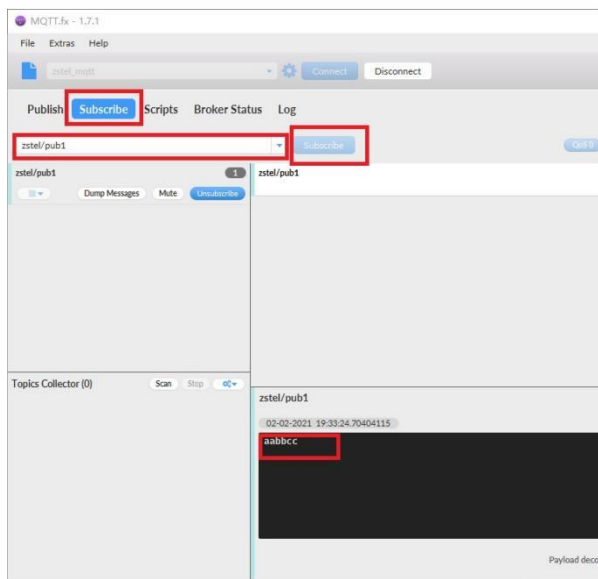 MQTT.fx - 1.7.1
File Extras Help
zstel_mqtt Connect Disconnect
Publish Subscribe Scripts Broker Status Log
zstel/pub1 Subscribe QoS 0
zstel/pub1 1
Dump Messages Mute Unsubscribe
zstel/pub1
Topics Collector (0) Scan Stop
zstel/pub1
02-02-2021 19:33:24.70404115
aabbcc
Payload deco